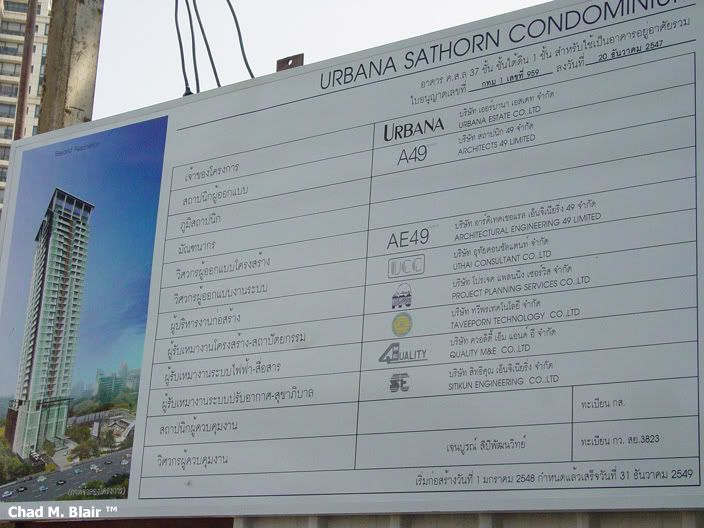 URBANA SATHORN CONDOMINIUM
อาคาร ค.ส.ล 37 ชั้น ชั้นใต้ดิน 1 ชั้น สำหรับใช้เป็นอาคารอยู่อาศัยรวม
ใบอนุญาตเลขที่ กทม 1 เลขที่ 959 ลงวันที่ 20 ธันวาคม 2547
Beyond Fascination
เจ้าของโครงการ
URBANA
บริษัท เออร์บานา เอสเตท จำกัด
URBANA ESTATE CO.,LTD
สถาปนิกผู้ออกแบบ
A49
บริษัท สถาปนิก 49 จำกัด
ARCHITECTS 49 LIMITED
ภูมิสถาปนิก
มัณฑนากร
วิศวกรผู้ออกแบบโครงสร้าง
AE49
บริษัท อาร์คิเทคเชอแรล เอ็นจิเนียริ่ง 49 จำกัด
ARCHITECTURAL ENGINEERING 49 LIMITED
วิศวกรผู้ออกแบบงานระบบ
UCC
บริษัท อุทัยคอนซัลแตนท จำกัด
UTHAI CONSULTANT CO.,LTD
ผู้บริหารงานกอสร้าง
บริษัท โปรเจค แพลนนิ่ง เซอร์วิส จำกัด
PROJECT PLANNING SERVICES CO.,LTD
ผู้รับเหมางานโครงสร้าง-สถาปัตยกรรม
บริษัท ทวีพรเทคโนโลยี จำกัด
TAVEEPORN TECHNOLOGY CO.,LTD
ผู้รับเหมางานระบบไฟฟ้า-สื่อสาร
QUALITY
บริษัท ควอลิตี้ เอ็ม แอนด์ อี จำกัด
QUALITY M&E CO.,LTD
ผู้รับเหมางานระบบปรับอากาศ-สุขาภิบาล
บริษัท สิทธิคุณ เอ็นจิเนียริ่ง จำกัด
SITIKUN ENGINEERING CO.,LTD
สถาปนิกผู้ควบคุมงาน
ทะเบียน กส.
วิศวกรผู้ควบคุมงาน
เจนบูรณ์ ลิปิพัฒนวิทย์
ทะเบียน กว. สย.3823
เริ่มก่อสร้างวันที่ 1 มกราคม 2548 กำหนดแล้วเสร็จวันที่ 31 ธันวาคม 2549
(ภาพจำลองโครงการ)
Chad M. Blair ™